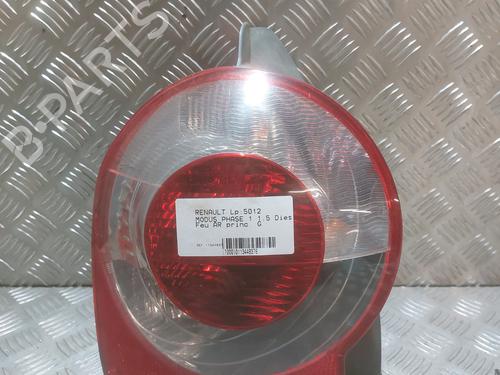 B-PARTS
RENAULT Lp.5012
MODUS PHASE 1 1.5 Dies
Feu AR princ G